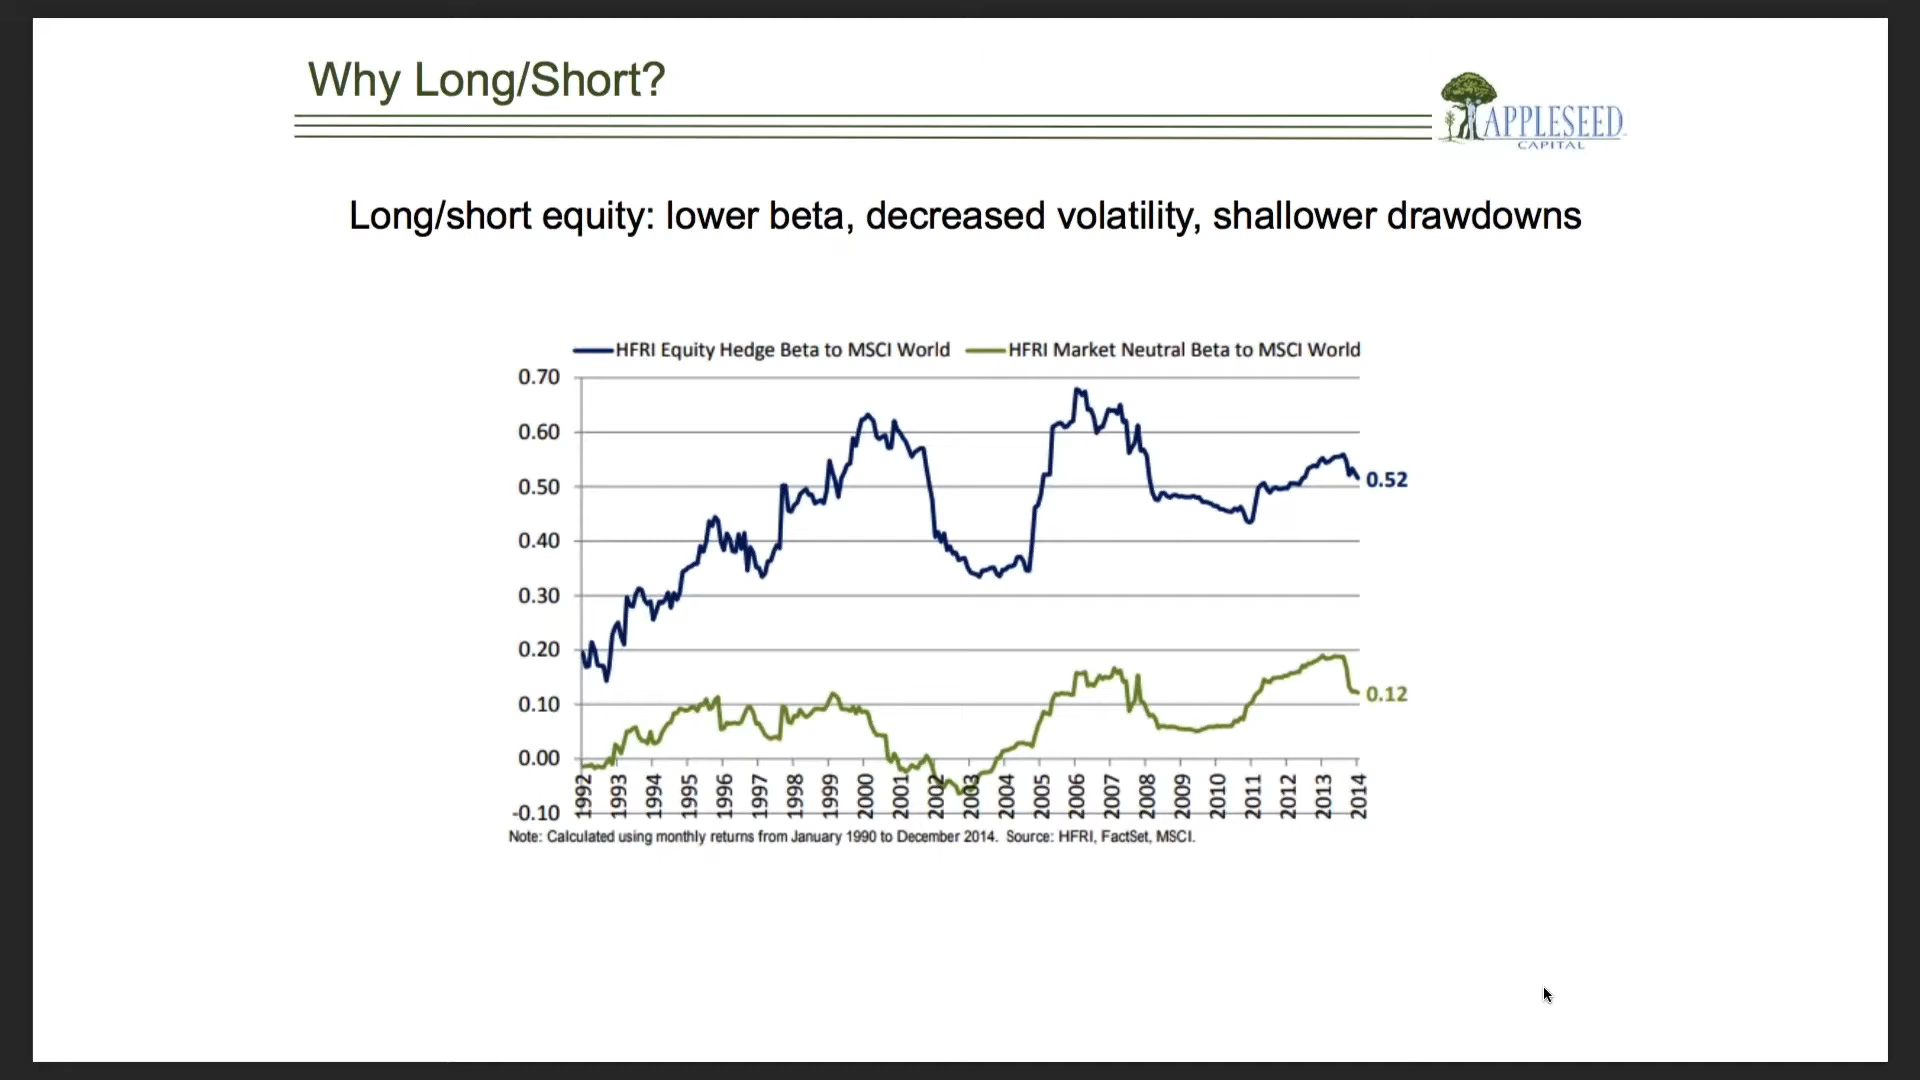 Why Long/Short?
APPLESEED
CAPITAL
Long/short equity: lower beta, decreased volatility, shallower drawdowns
HFRI Equity Hedge Beta to MSCI World HFRI Market Neutral Beta to MSCI World
0.70
0.60
0.50
0.40
0.30
0.20
0.10
0.00
-0.10
0.52
0.12
1992 1993 1994 1995 1996 1997 1998 1999 2000 2001 2002 2003 2004 2005 2006 2007 2008 2009 2010 2011 2012 2013 2014
Note: Calculated using monthly returns from January 1990 to December 2014. Source: HFRI, FactSet, MSCI.